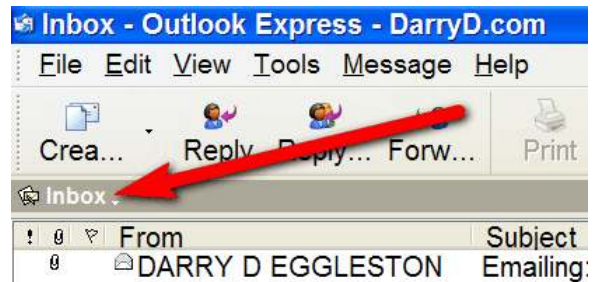 Inbox - Outlook Express - DarryD.com
File Edit View Tools Message Help
Crea... Reply Reply... Forw... Print
Inbox
! From Subject
DARRY D EGGLESTON Emailing: